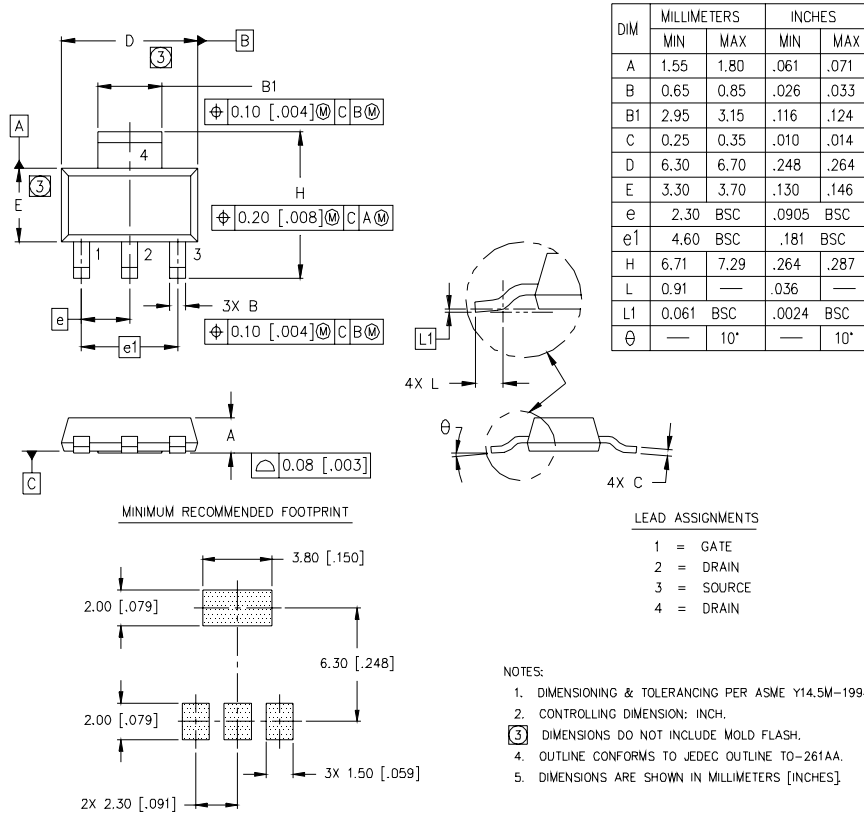 D
B
3
B1
⌖ 0.10 [.004] Ⓜ C B Ⓜ
A
4
3
E
H
⌖ 0.20 [.008] Ⓜ C A Ⓜ
1 2 3
3X B
e
⌖ 0.10 [.004] Ⓜ C B Ⓜ
e1
L1
4X L
DIM MILLIMETERS INCHES
MIN MAX MIN MAX
A 1.55 1.80 .061 .071
B 0.65 0.85 .026 .033
B1 2.95 3.15 .116 .124
C 0.25 0.35 .010 .014
D 6.30 6.70 .248 .264
E 3.30 3.70 .130 .146
e 2.30 BSC .0905 BSC
e1 4.60 BSC .181 BSC
H 6.71 7.29 .264 .287
L 0.91 — .036 —
L1 0.061 BSC .0024 BSC
θ — 10° — 10°
A
C
⌓ 0.08 [.003]
θ
4X C
MINIMUM RECOMMENDED FOOTPRINT
3.80 [.150]
2.00 [.079]
6.30 [.248]
2.00 [.079]
3X 1.50 [.059]
2X 2.30 [.091]
LEAD ASSIGNMENTS
1 = GATE
2 = DRAIN
3 = SOURCE
4 = DRAIN
NOTES:
1. DIMENSIONING & TOLERANCING PER ASME Y14.5M-199
2. CONTROLLING DIMENSION: INCH.
3 DIMENSIONS DO NOT INCLUDE MOLD FLASH.
4. OUTLINE CONFORMS TO JEDEC OUTLINE TO-261AA.
5. DIMENSIONS ARE SHOWN IN MILLIMETERS [INCHES].